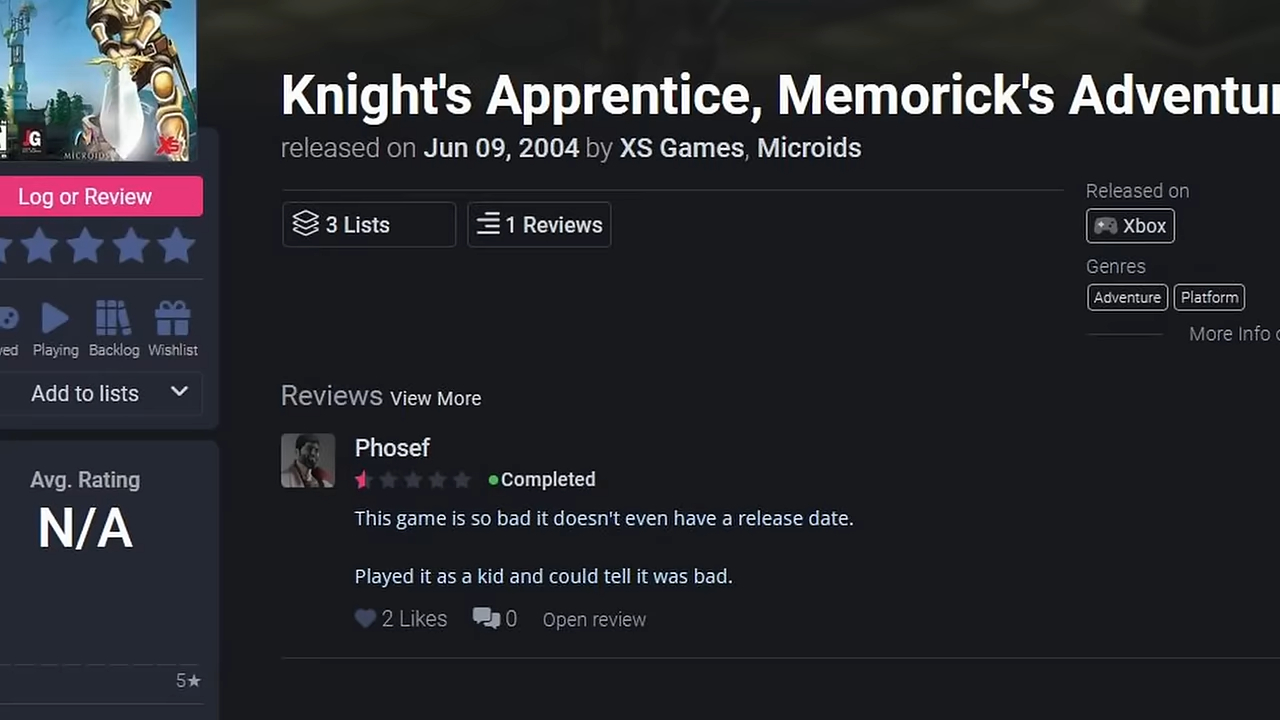 Knight's Apprentice, Memorick's Adventu
released on Jun 09, 2004 by XS Games, Microids
JG
MICROIDS
XS
Log or Review
3 Lists
1 Reviews
Released on
Xbox
Genres
Adventure
Platform
More Info
Playing
Backlog
Wishlist
Add to lists
Reviews View More
Phosef
Completed
This game is so bad it doesn't even have a release date.
Played it as a kid and could tell it was bad.
2 Likes
0
Open review
Avg. Rating
N/A
5★